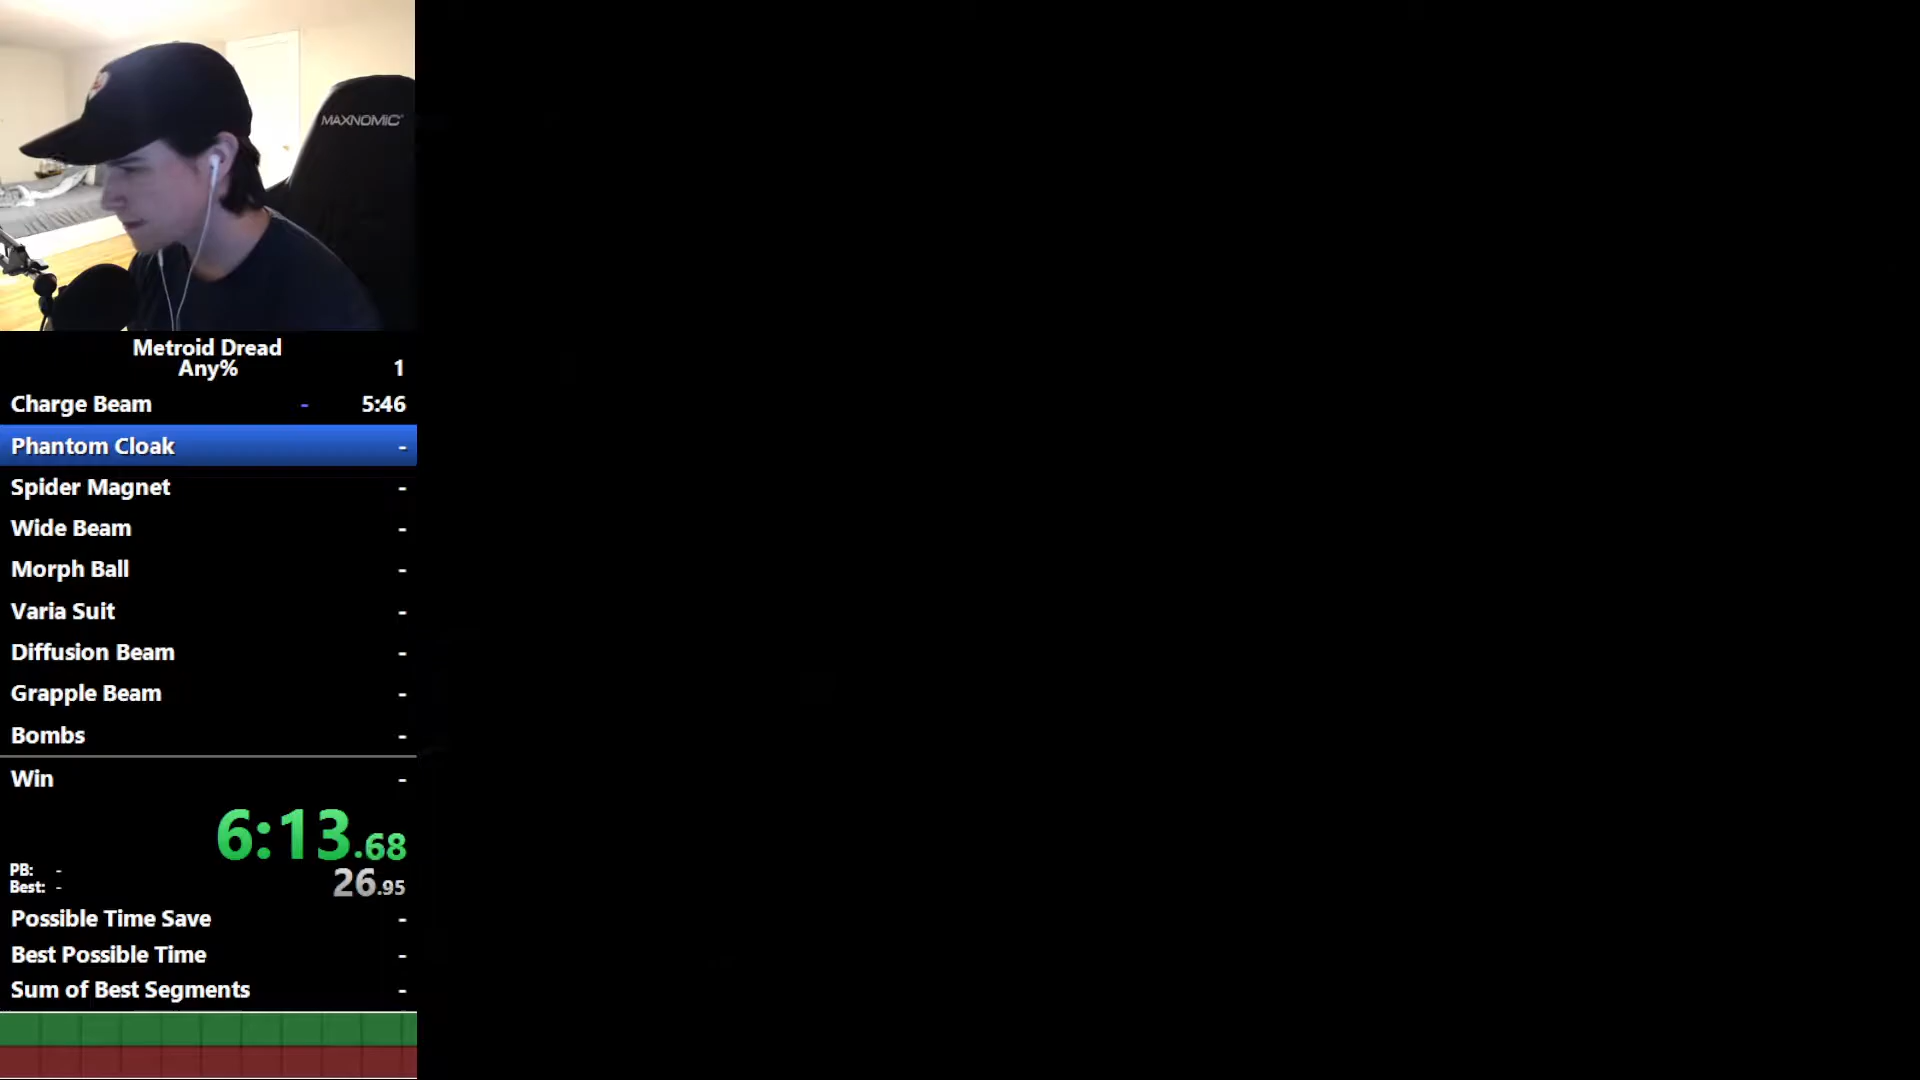 MAXNOMIC
Metroid Dread
Any% 1
Charge Beam - 5:46
Phantom Cloak -
Spider Magnet -
Wide Beam -
Morph Ball -
Varia Suit -
Diffusion Beam -
Grapple Beam -
Bombs -
Win -
6:13.68
PB: -
Best: -
26.95
Possible Time Save -
Best Possible Time -
Sum of Best Segments -